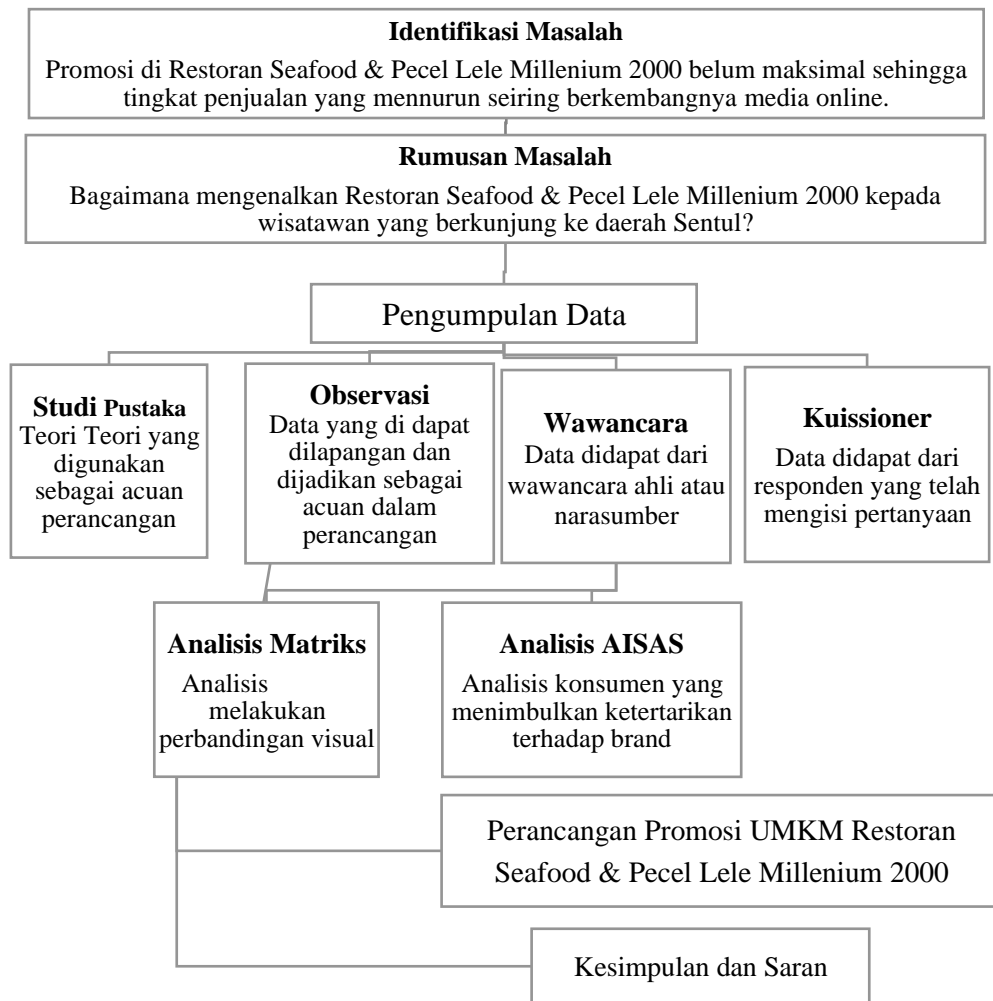 Identifikasi Masalah
Promosi di Restoran Seafood & Pecel Lele Millenium 2000 belum maksimal sehingga
tingkat penjualan yang mennurun seiring berkembangnya media online.
Rumusan Masalah
Bagaimana mengenalkan Restoran Seafood & Pecel Lele Millenium 2000 kepada
wisatawan yang berkunjung ke daerah Sentul?
Pengumpulan Data
Studi Pustaka
Teori Teori yang
digunakan
sebagai acuan
perancangan
Observasi
Data yang di dapat
dilapangan dan
dijadikan sebagai
acuan dalam
perancangan
Wawancara
Data didapat dari
wawancara ahli atau
narasumber
Kuissioner
Data didapat dari
responden yang telah
mengisi pertanyaan
Analisis Matriks
Analisis
melakukan
perbandingan visual
Analisis AISAS
Analisis konsumen yang
menimbulkan ketertarikan
terhadap brand
Perancangan Promosi UMKM Restoran
Seafood & Pecel Lele Millenium 2000
Kesimpulan dan Saran